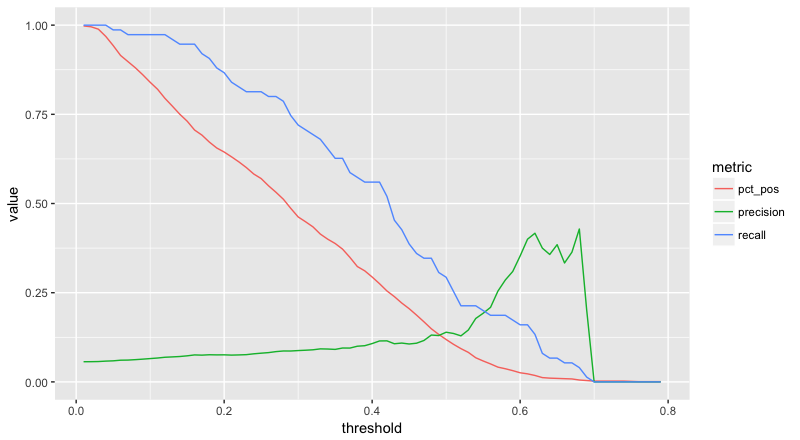 1.00
0.75
0.50
0.25
0.00
value
0.0 0.2 0.4 0.6 0.8
threshold
metric
pct_pos
precision
recall